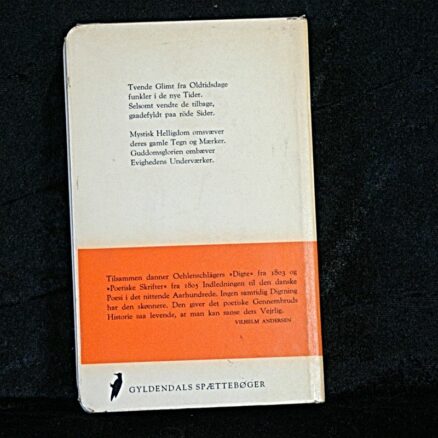 Tvende Glimt fra Oldtidsdage
funkler i de nye Tider.
Selsomt vendte de tilbage,
gaadefyldt paa röde Sider.
Mystisk Helligdom omsvæver
deres gamle Tegn og Mærker.
Guddomsglorien ombæver
Evighedens Underværker.
Tilsammen danner Oehlenschlägers »Digte« fra 1803 og
»Poetiske Skrifter« fra 1805 Indledningen til den danske
Poesi i det nittende Aarhundrede. Ingen samtidig Digtning
har den skønnere. Den giver det poetiske Gennembruds
Historie saa levende, at man kan sanse dets Vejrlig.
VILHELM ANDERSEN
GYLDENDALS SPÆTTEBØGER